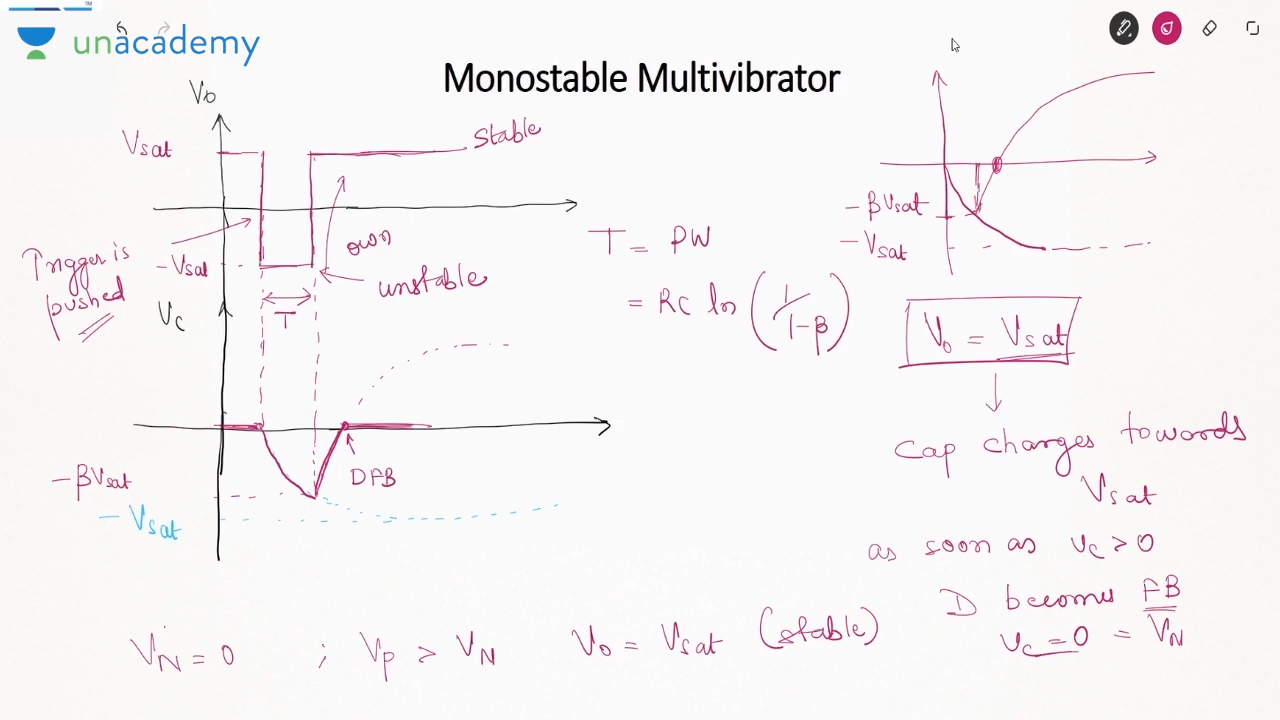 TM
unacademy
Monostable Multivibrator
Vo
Vsat
stable
Trigger is
pushed
-Vsat
own
unstable
T
Vc
-βVsat
-Vsat
DFB
T = PW
= RC ln (1/1-β)
-βVsat
-Vsat
Vo = Vsat
Cap changes towards
Vsat
as soon as vc > 0
D becomes FB
vc = 0 = VN
VN = 0 ; Vp > VN Vo = Vsat (stable)